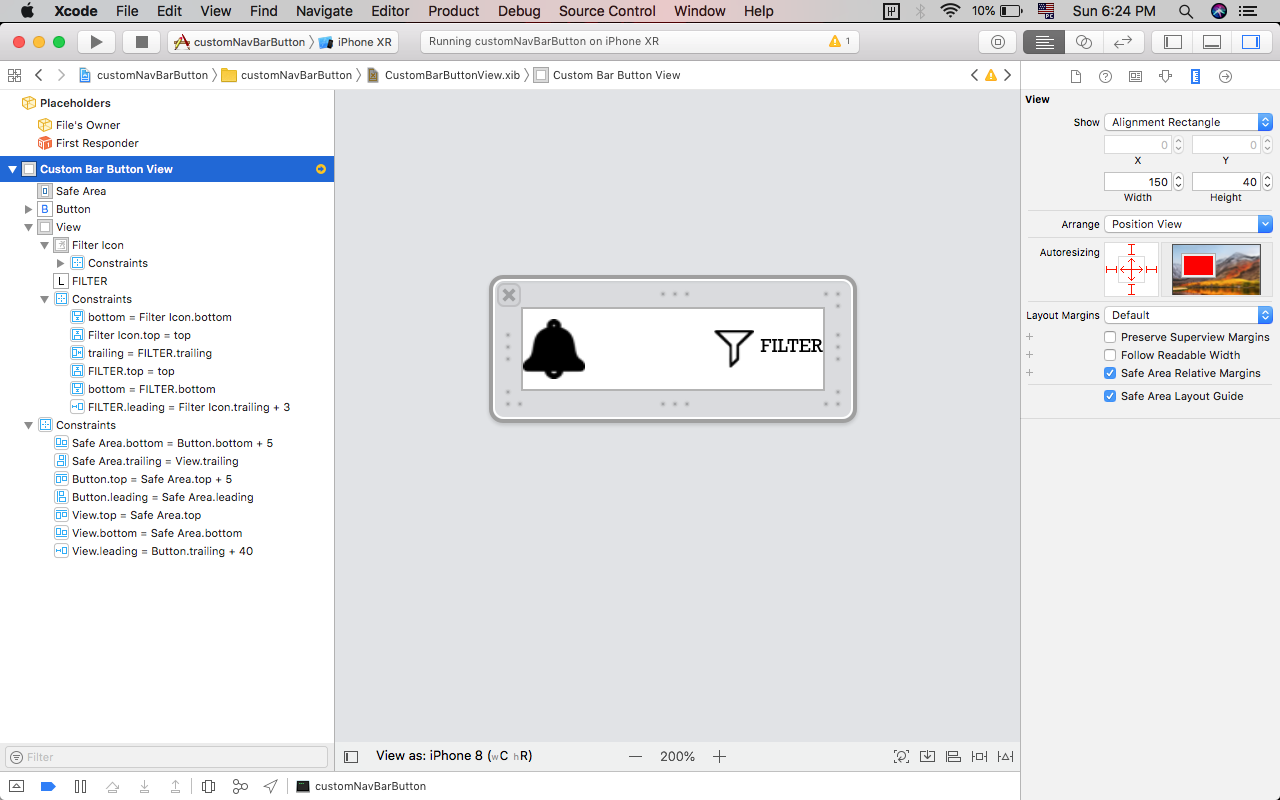 Xcode File Edit View Find Navigate Editor Product Debug Source Control Window Help 10% Sun 6:24 PM
customNavBarButton iPhone XR Running customNavBarButton on iPhone XR 1
customNavBarButton customNavBarButton CustomBarButtonView.xib Custom Bar Button View
Placeholders
File's Owner
First Responder
Custom Bar Button View
Safe Area
B Button
View
Filter Icon
Constraints
L FILTER
Constraints
bottom = Filter Icon.bottom
Filter Icon.top = top
trailing = FILTER.trailing
FILTER.top = top
bottom = FILTER.bottom
FILTER.leading = Filter Icon.trailing + 3
Constraints
Safe Area.bottom = Button.bottom + 5
Safe Area.trailing = View.trailing
Button.top = Safe Area.top + 5
Button.leading = Safe Area.leading
View.top = Safe Area.top
View.bottom = Safe Area.bottom
View.leading = Button.trailing + 40
Filter
FILTER
View as: iPhone 8 (wC hR) 200%
customNavBarButton
View
Show Alignment Rectangle
0 0
X Y
150 40
Width Height
Arrange Position View
Autoresizing
Layout Margins Default
Preserve Superview Margins
Follow Readable Width
Safe Area Relative Margins
Safe Area Layout Guide